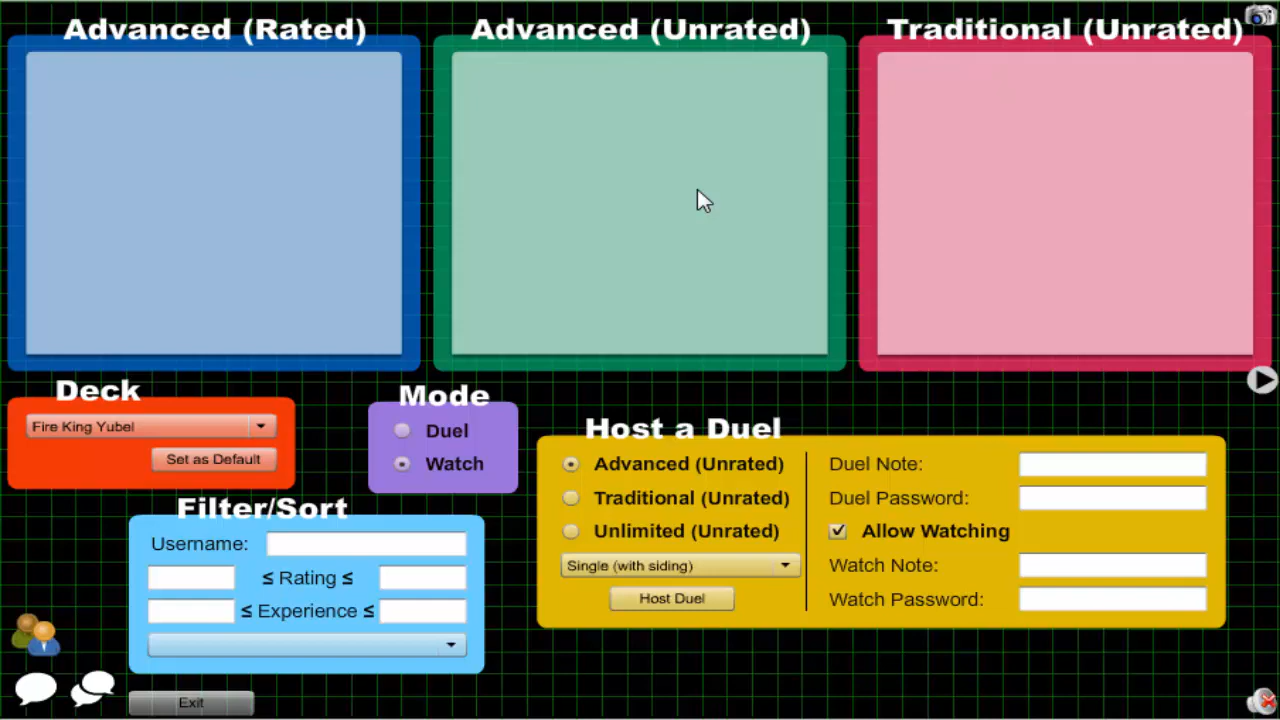 Advanced (Rated)
Advanced (Unrated)
Traditional (Unrated)
Deck
Fire King Yubel
Set as Default
Mode
Duel
Watch
Filter/Sort
Username:
≤ Rating ≤
≤ Experience ≤
Exit
Host a Duel
Advanced (Unrated)
Traditional (Unrated)
Unlimited (Unrated)
Single (with siding)
Host Duel
Duel Note:
Duel Password:
Allow Watching
Watch Note:
Watch Password: